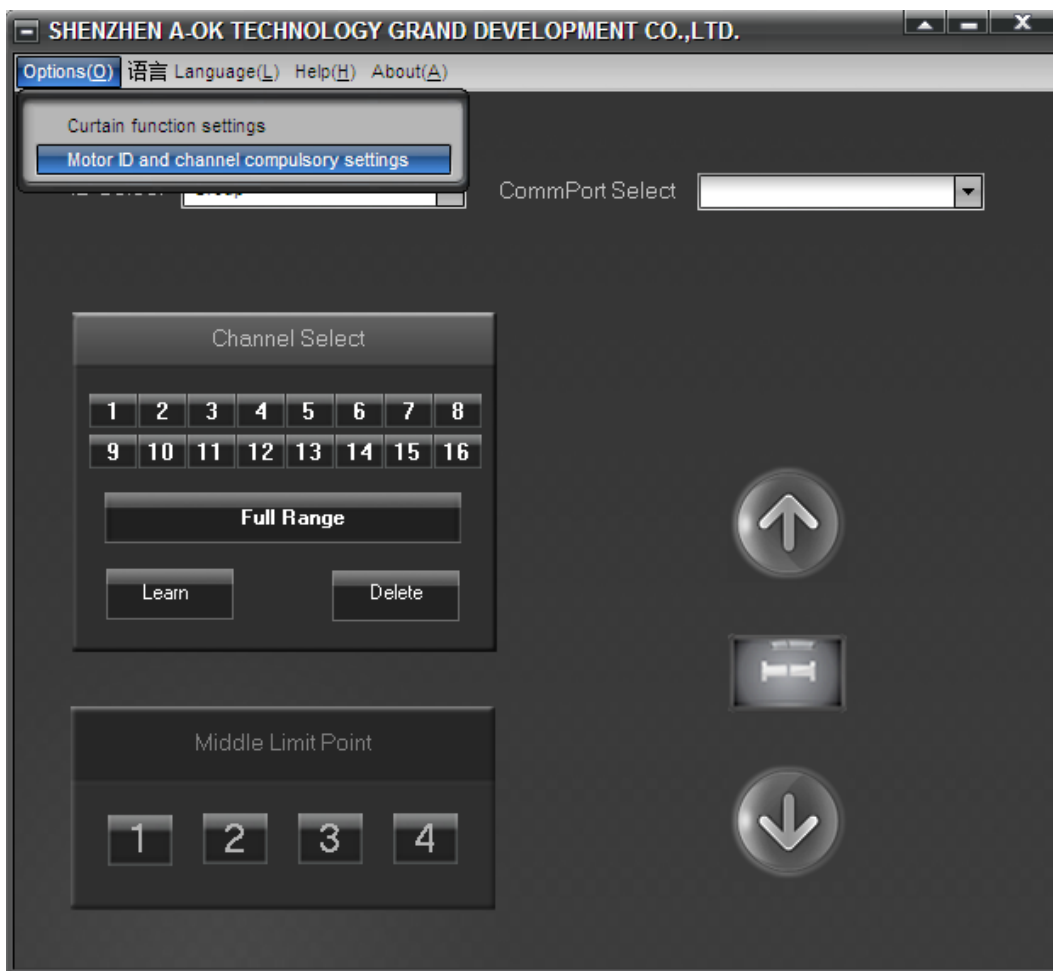 SHENZHEN A-OK TECHNOLOGY GRAND DEVELOPMENT CO.,LTD.
Options(O) 语言 Language(L) Help(H) About(A)
Curtain function settings
Motor ID and channel compulsory settings
CommPort Select
Channel Select
1 2 3 4 5 6 7 8
9 10 11 12 13 14 15 16
Full Range
Learn Delete
Middle Limit Point
1 2 3 4